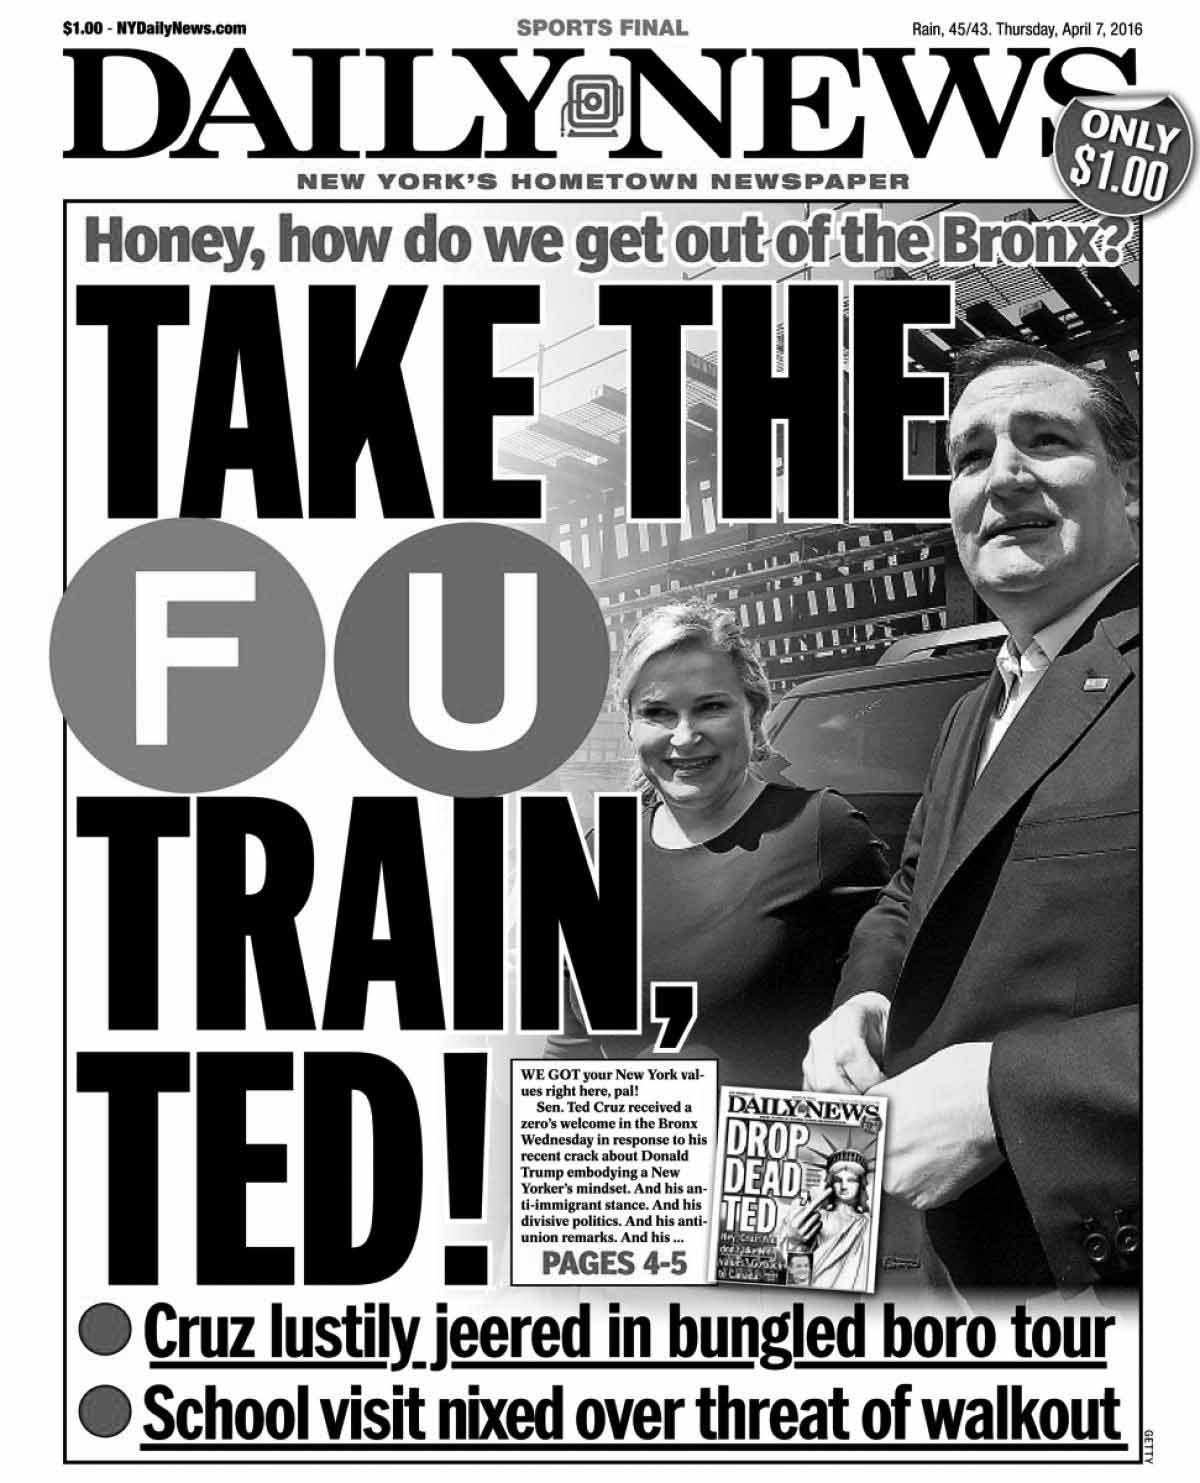 $1.00 - NYDailyNews.com
SPORTS FINAL
Rain, 45/43. Thursday, April 7, 2016
DAILY NEWS
ONLY
$1.00
NEW YORK'S HOMETOWN NEWSPAPER
Honey, how do we get out of the Bronx?
TAKE THE
F U
TRAIN,
TED!
WE GOT your New York val-
ues right here, pal!
Sen. Ted Cruz received a
zero's welcome in the Bronx
Wednesday in response to his
recent crack about Donald
Trump embodying a New
Yorker's mindset. And his an-
ti-immigrant stance. And his
divisive politics. And his anti-
union remarks. And his ...
PAGES 4-5
DAILY NEWS
DROP
DEAD,
TED
Cruz lustily jeered in bungled boro tour
School visit nixed over threat of walkout
GETTY